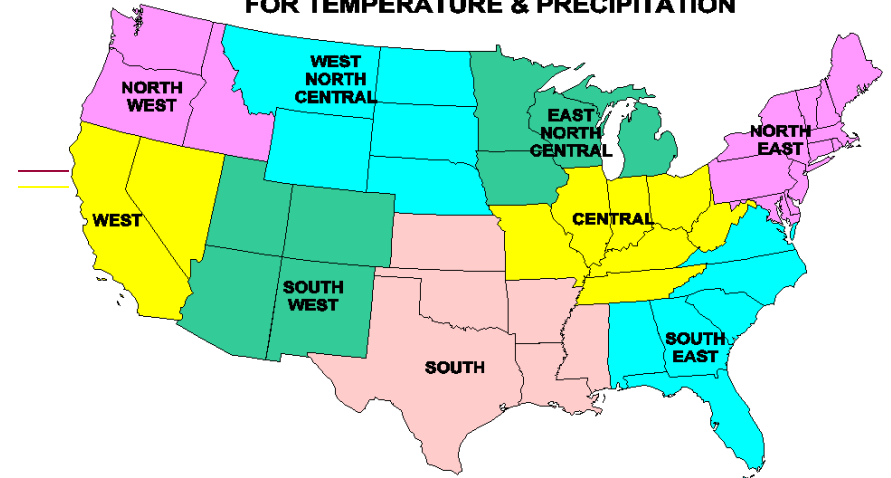 FOR TEMPERATURE & PRECIPITATION
WEST
NORTH
CENTRAL
NORTH
WEST
EAST
NORTH
CENTRAL
NORTH
EAST
WEST
CENTRAL
SOUTH
WEST
SOUTH
EAST
SOUTH